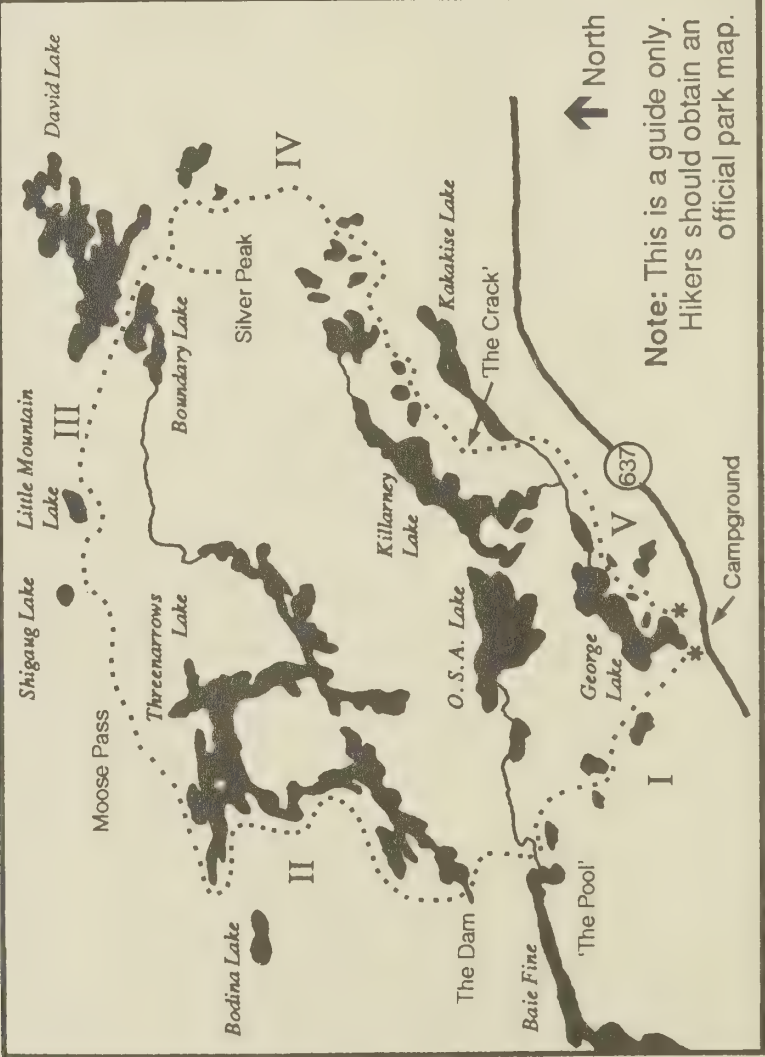 David Lake
Little Mountain
Lake
Shigaug Lake
III
IV
Boundary Lake
Silver Peak
Moose Pass
Threenarrows
Lake
Kakakise Lake
'The Crack'
North
Killarney
Lake
Bodina Lake
II
O.S.A. Lake
637
V
George
Lake
*
*
Campground
The Dam
Baie Fine
'The Pool'
I
Note: This is a guide only.
Hikers should obtain an
official park map.